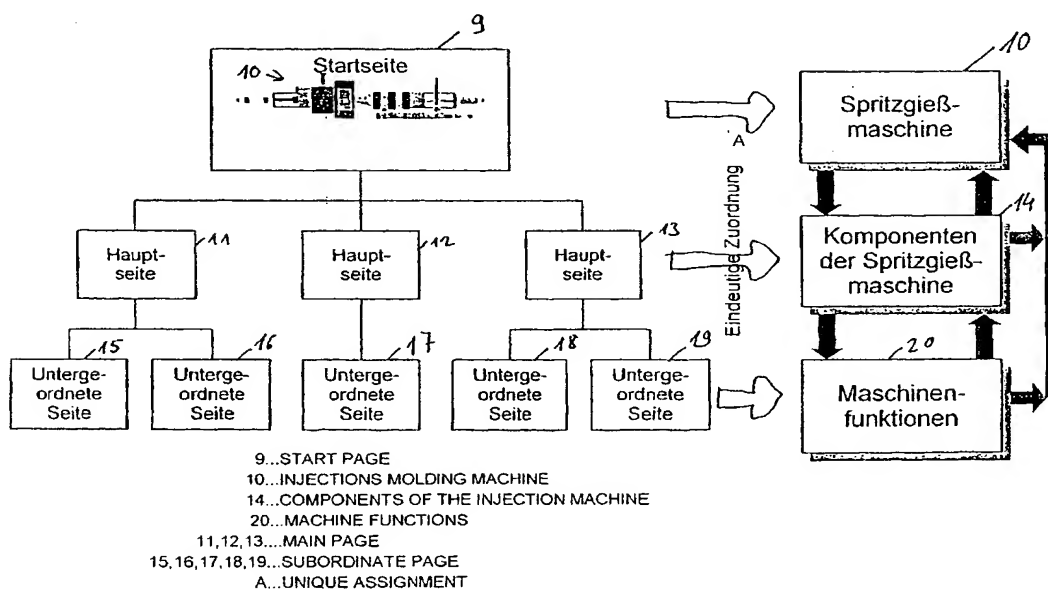 9
Startseite
10
11
Haupt-
seite
12
Haupt-
seite
13
Haupt-
seite
15
Unterge-
ordnete
Seite
16
Unterge-
ordnete
Seite
17
Unterge-
ordnete
Seite
18
Unterge-
ordnete
Seite
19
Unterge-
ordnete
Seite
A
Eindeutige Zuordnung
10
Spritzgieß-
maschine
14
Komponenten
der Spritzgieß-
maschine
20
Maschinen-
funktionen
9...START PAGE
10...INJECTIONS MOLDING MACHINE
14...COMPONENTS OF THE INJECTION MACHINE
20...MACHINE FUNCTIONS
11,12,13....MAIN PAGE
15,16,17,18,19...SUBORDINATE PAGE
A...UNIQUE ASSIGNMENT